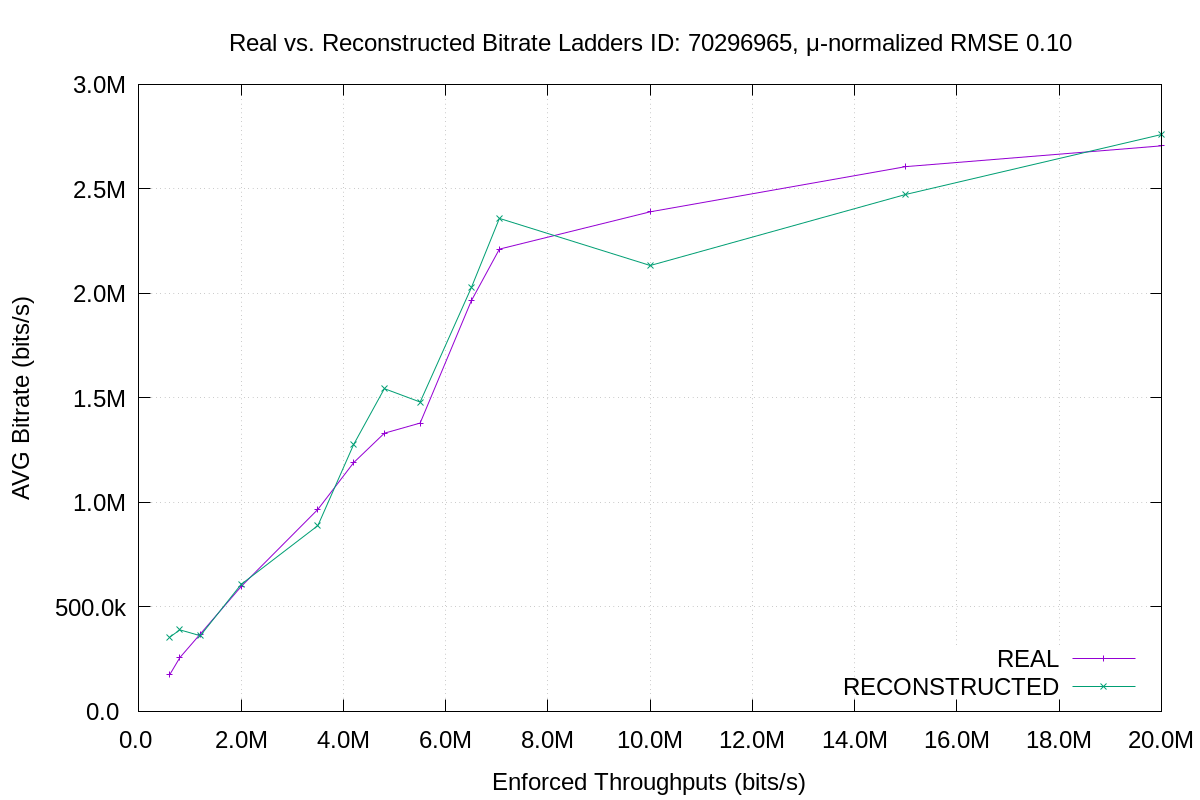 Real vs. Reconstructed Bitrate Ladders ID: 70296965, μ-normalized RMSE 0.10
3.0M
2.5M
2.0M
1.5M
1.0M
500.0k
0.0
AVG Bitrate (bits/s)
REAL
RECONSTRUCTED
0.0 2.0M 4.0M 6.0M 8.0M 10.0M 12.0M 14.0M 16.0M 18.0M 20.0M
Enforced Throughputs (bits/s)